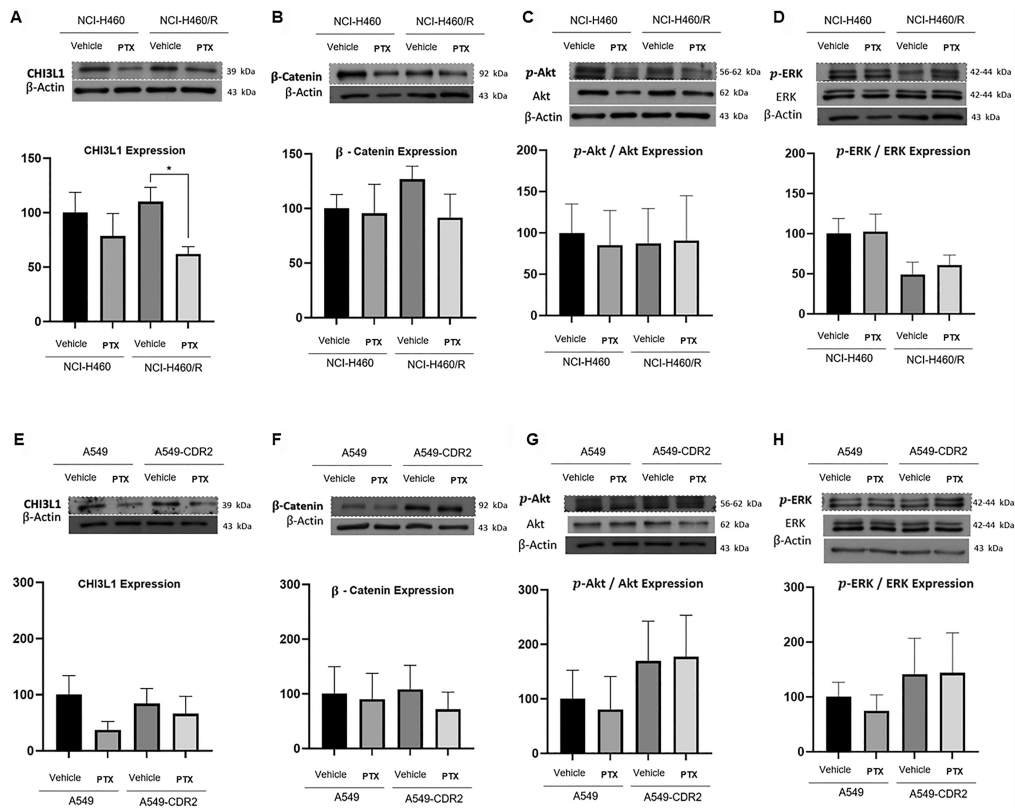 A
NCI-H460 NCI-H460/R
Vehicle PTX Vehicle PTX
CHI3L1 39 kDa
β-Actin 43 kDa
CHI3L1 Expression
*
150
100
50
0
Vehicle PTX Vehicle PTX
NCI-H460 NCI-H460/R
B
NCI-H460 NCI-H460/R
Vehicle PTX Vehicle PTX
β-Catenin 92 kDa
β-Actin 43 kDa
β - Catenin Expression
150
100
50
0
Vehicle PTX Vehicle PTX
NCI-H460 NCI-H460/R
C
NCI-H460 NCI-H460/R
Vehicle PTX Vehicle PTX
p-Akt 56-62 kDa
Akt 62 kDa
β-Actin 43 kDa
p-Akt / Akt Expression
200
150
100
50
0
Vehicle PTX Vehicle PTX
NCI-H460 NCI-H460/R
D
NCI-H460 NCI-H460/R
Vehicle PTX Vehicle PTX
p-ERK 42-44 kDa
ERK 42-44 kDa
β-Actin 43 kDa
p-ERK / ERK Expression
200
150
100
50
0
Vehicle PTX Vehicle PTX
NCI-H460 NCI-H460/R
E
A549 A549-CDR2
Vehicle PTX Vehicle PTX
CHI3L1 39 kDa
β-Actin 43 kDa
CHI3L1 Expression
300
200
100
0
Vehicle PTX Vehicle PTX
A549 A549-CDR2
F
A549 A549-CDR2
Vehicle PTX Vehicle PTX
β-Catenin 92 kDa
β-Actin 43 kDa
β - Catenin Expression
300
200
100
0
Vehicle PTX Vehicle PTX
A549 A549-CDR2
G
A549 A549-CDR2
Vehicle PTX Vehicle PTX
p-Akt 56-62 kDa
Akt 62 kDa
β-Actin 43 kDa
p-Akt / Akt Expression
300
200
100
0
Vehicle PTX Vehicle PTX
A549 A549-CDR2
H
A549 A549-CDR2
Vehicle PTX Vehicle PTX
p-ERK 42-44 kDa
ERK 42-44 kDa
β-Actin 43 kDa
p-ERK / ERK Expression
300
200
100
0
Vehicle PTX Vehicle PTX
A549 A549-CDR2